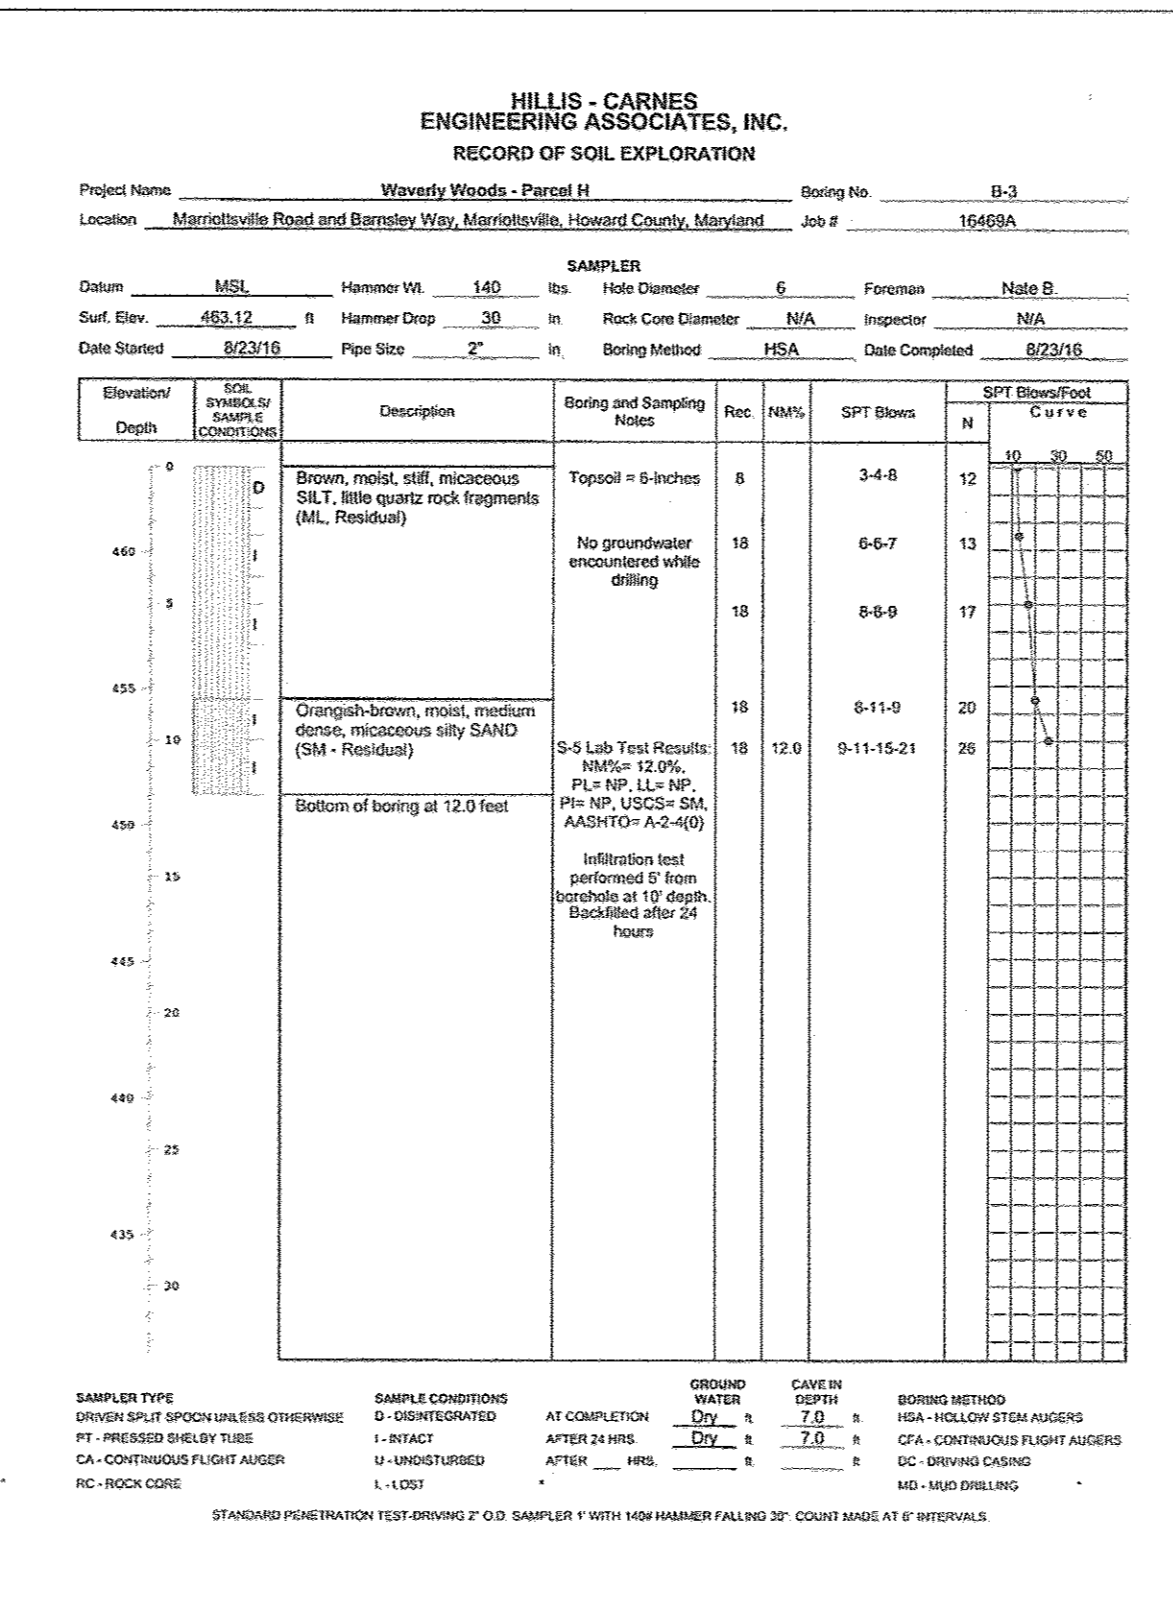 HILLIS - CARNES
ENGINEERING ASSOCIATES, INC.
RECORD OF SOIL EXPLORATION
Project Name Waverly Woods - Parcel H Boring No. B-3
Location Marriottsville Road and Barnsley Way, Marriottsville, Howard County, Maryland Job # 16469A
SAMPLER
Datum MSL Hammer Wt. 140 lbs. Hole Diameter 6 Foreman Nate B.
Surf. Elev. 463.12 ft Hammer Drop 30 in. Rock Core Diameter N/A Inspector N/A
Date Started 8/23/16 Pipe Size 2" in. Boring Method HSA Date Completed 8/23/16
Elevation/
Depth
SOIL
SYMBOLS/
SAMPLE
CONDITIONS
Description
Boring and Sampling
Notes
Rec. NM% SPT Blows
SPT Blows/Foot
N
Curve
10 30 50
0
460
5
455
10
450
15
445
20
440
25
435
30
D
I
I
I
I
Brown, moist, stiff, micaceous
SILT, little quartz rock fragments
(ML, Residual)
Orangish-brown, moist, medium
dense, micaceous silty SAND
(SM - Residual)
Bottom of boring at 12.0 feet
Topsoil = 6-inches
No groundwater
encountered while
drilling
S-5 Lab Test Results:
NM%= 12.0%,
PL= NP, LL= NP,
PI= NP, USCS= SM,
AASHTO= A-2-4(0)
Infiltration test
performed 5' from
borehole at 10' depth.
Backfilled after 24
hours
8 3-4-8 12
18 6-6-7 13
18 8-8-9 17
18 8-11-9 20
18 12.0 9-11-15-21 26
SAMPLER TYPE
DRIVEN SPLIT SPOON UNLESS OTHERWISE
PT - PRESSED SHELBY TUBE
CA - CONTINUOUS FLIGHT AUGER
RC - ROCK CORE
SAMPLE CONDITIONS
D - DISINTEGRATED
I - INTACT
U - UNDISTURBED
L - LOST
GROUND
WATER
CAVE IN
DEPTH
AT COMPLETION Dry ft. 7.0 ft.
AFTER 24 HRS. Dry ft. 7.0 ft.
AFTER ___ HRS. ft. ft.
BORING METHOD
HSA - HOLLOW STEM AUGERS
CFA - CONTINUOUS FLIGHT AUGERS
DC - DRIVING CASING
MD - MUD DRILLING
STANDARD PENETRATION TEST-DRIVING 2" O.D. SAMPLER 1' WITH 140# HAMMER FALLING 30": COUNT MADE AT 6" INTERVALS.